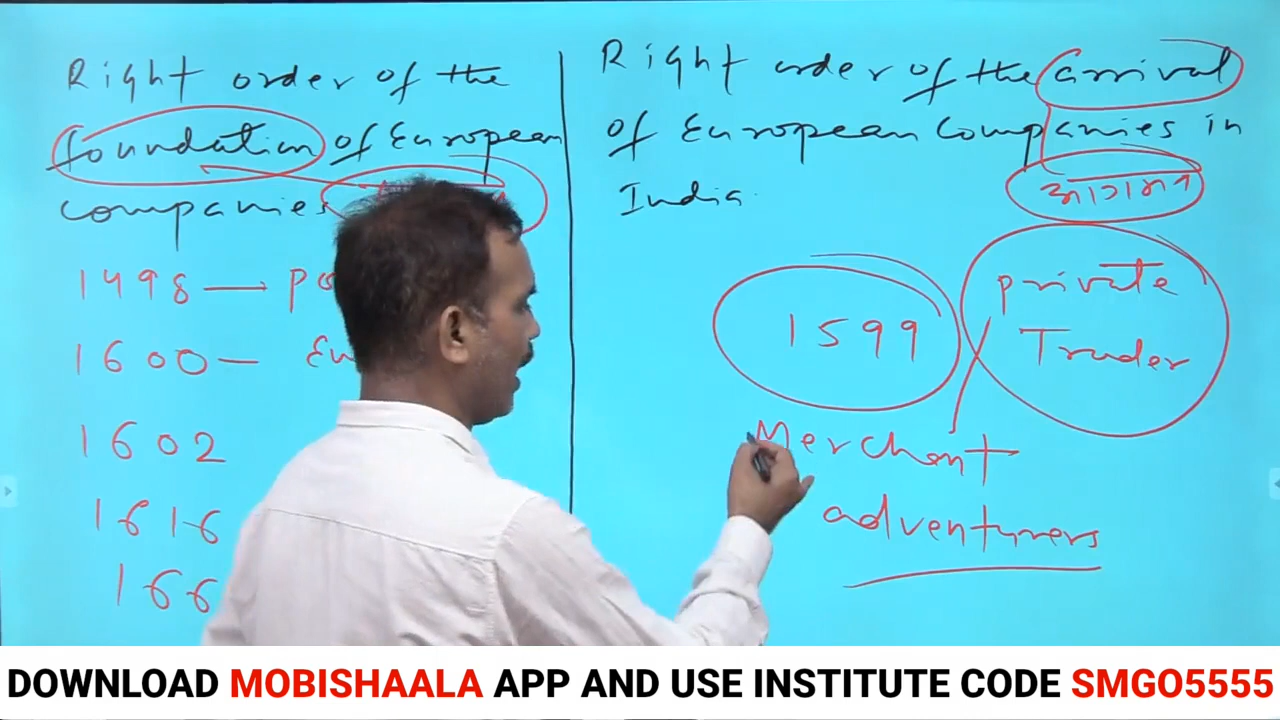 Right order of the
foundation of European
companies
1498 — Po
1600 —
1602
1616
166
Right order of the arrival
of European companies in
India.
आगमन
1599
private
Trader
Merchant
adventurers
DOWNLOAD MOBISHAALA APP AND USE INSTITUTE CODE SMGO5555